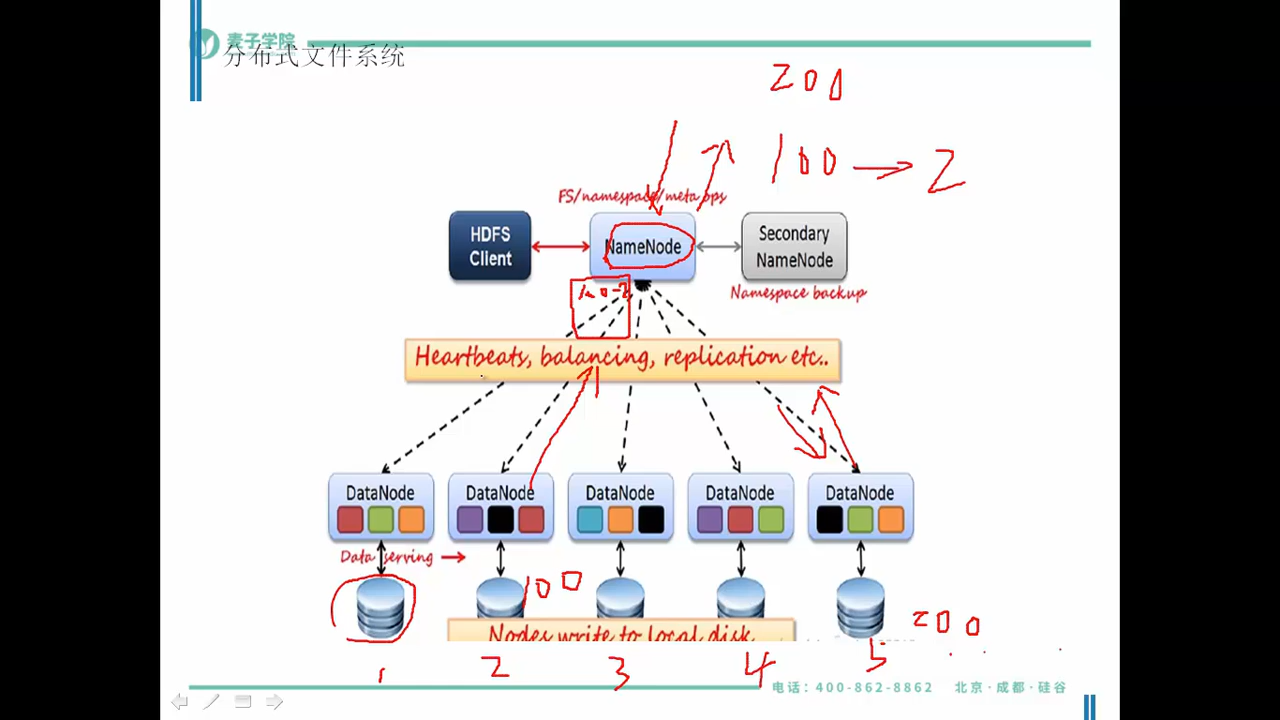 麦子学院
分布式文件系统
200
100 → 2
FS/namespace/meta ops
HDFS Client
NameNode
Secondary NameNode
Namespace backup
Heartbeats, balancing, replication etc..
DataNode DataNode DataNode DataNode DataNode
Data serving
100
Nodes write to local disk
200
1 2 3 4 5
电话：400-862-8862 北京·成都·硅谷